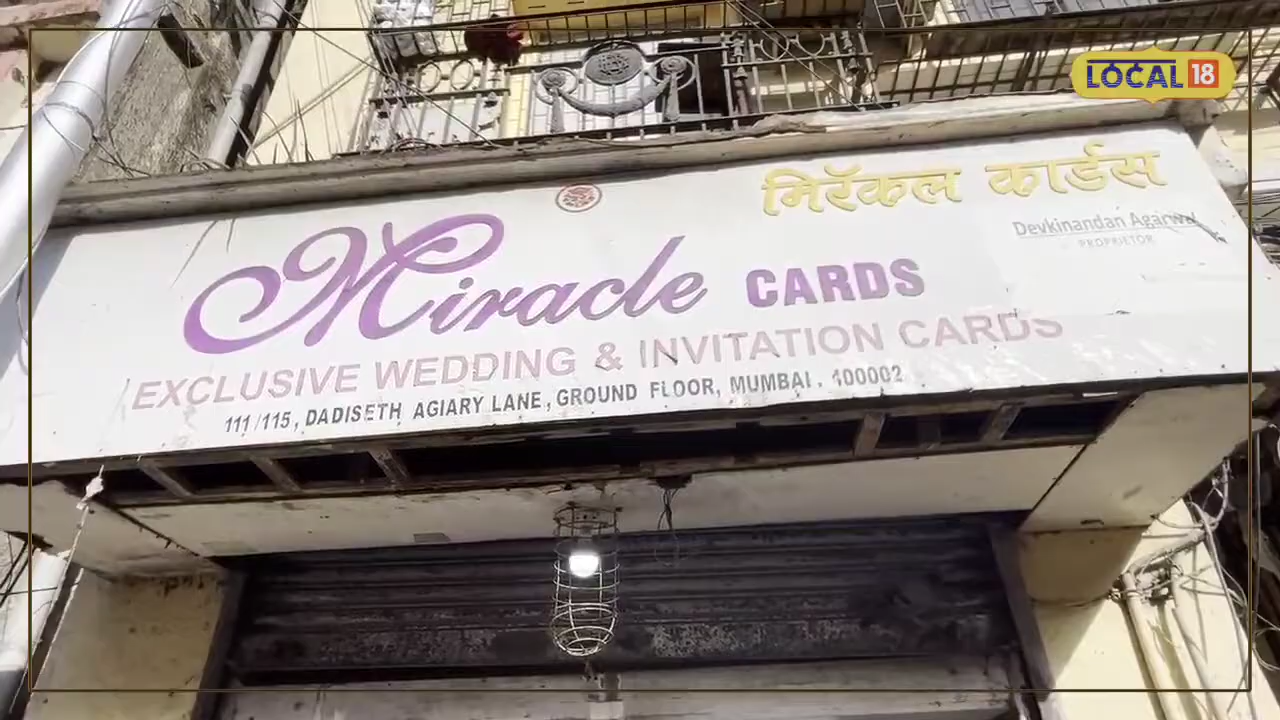 LOCAL 18
मिरॅकल कार्डस
Devkinandan Agarwal
PROPRIETOR
Miracle CARDS
EXCLUSIVE WEDDING & INVITATION CARDS
111/115, DADISETH AGIARY LANE, GROUND FLOOR, MUMBAI. 400002